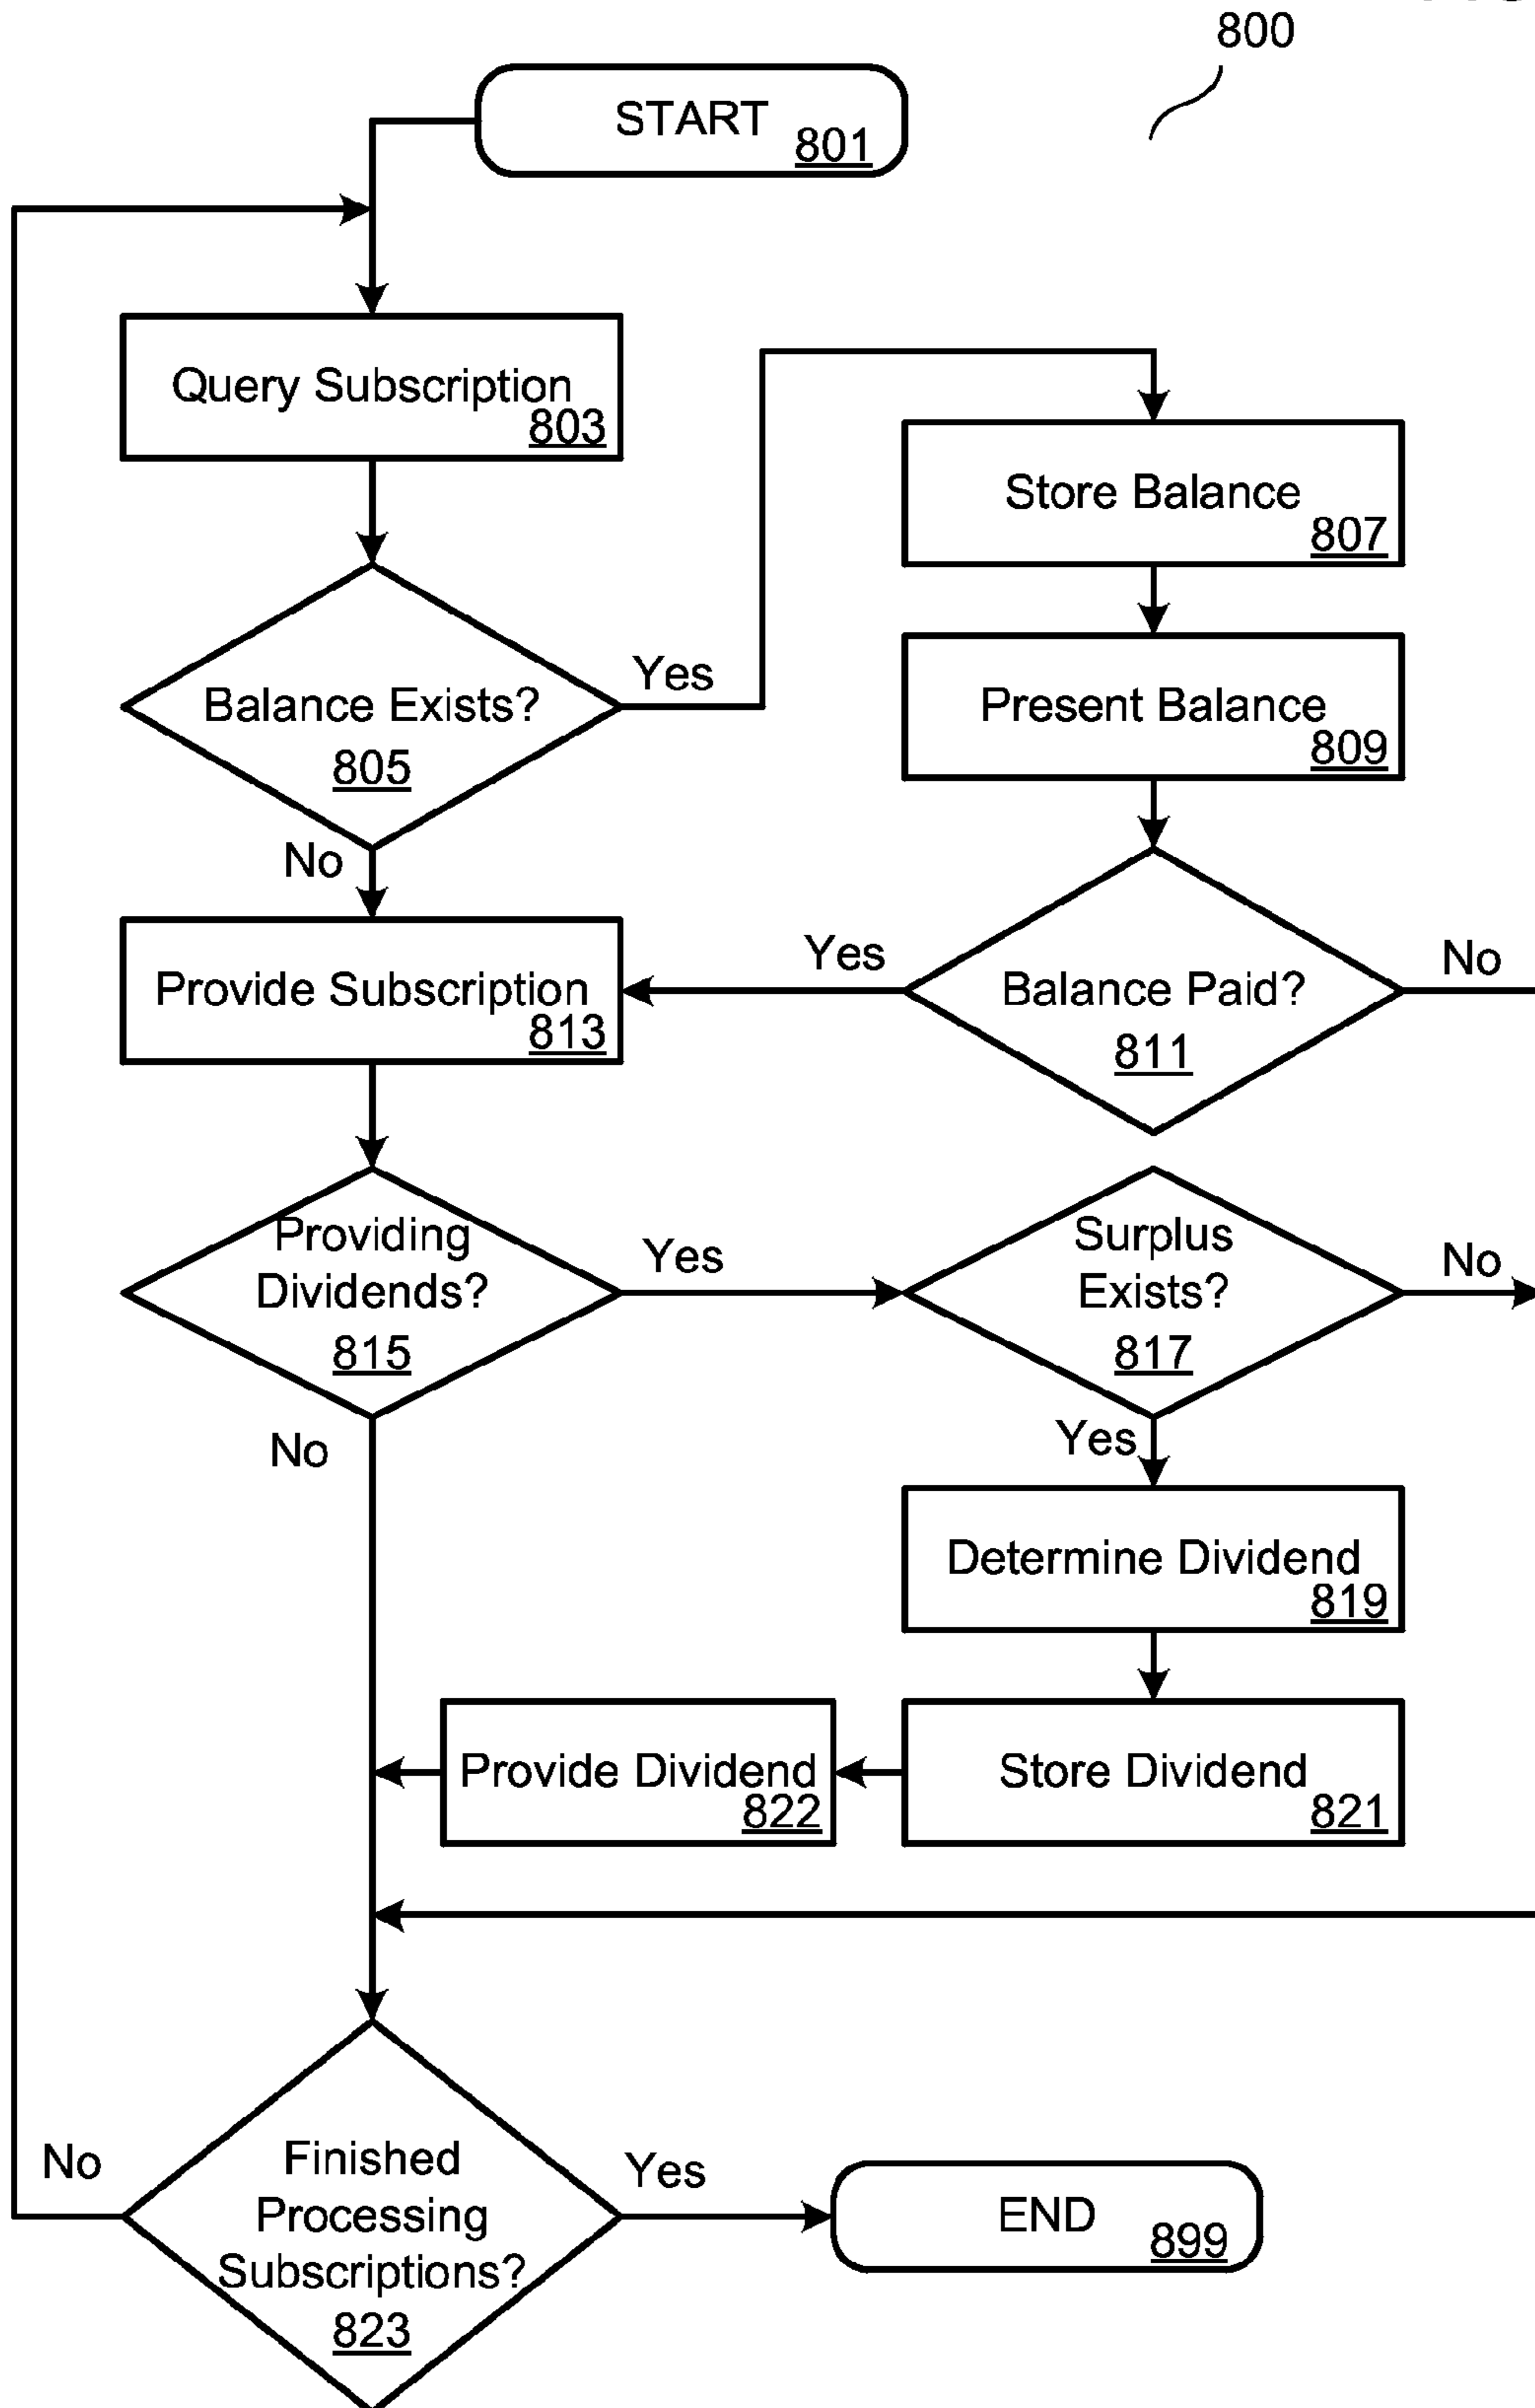 800
START
801
Query Subscription
803
Store Balance
807
Balance Exists?
805
Yes
No
Present Balance
809
Provide Subscription
813
Yes
Balance Paid?
811
No
Providing
Dividends?
815
Yes
No
Surplus
Exists?
817
No
Yes
Determine Dividend
819
Provide Dividend
822
Store Dividend
821
No
Finished
Processing
Subscriptions?
823
Yes
END
899